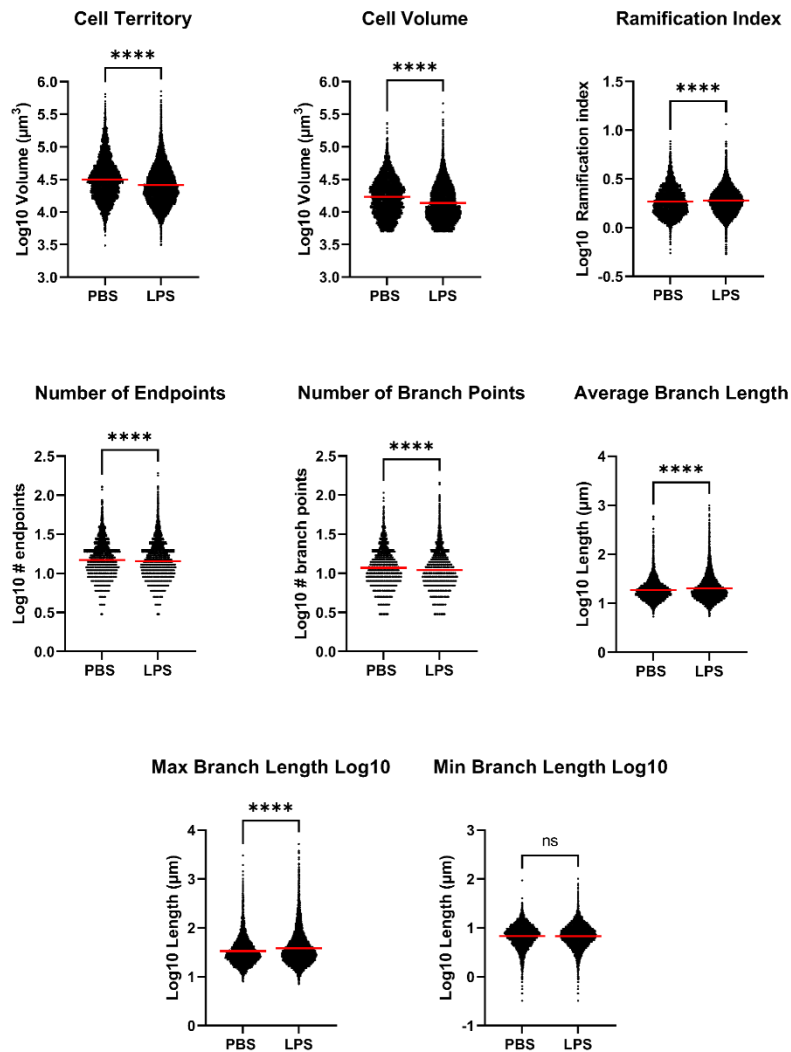 Cell Territory
Cell Volume
Ramification Index
****
****
****
Log10 Volume (µm³)
6.0
5.5
5.0
4.5
4.0
3.5
3.0
PBS LPS
Log10 Volume (µm³)
6.0
5.5
5.0
4.5
4.0
3.5
3.0
PBS LPS
Log10 Ramification index
1.5
1.0
0.5
0.0
-0.5
PBS LPS
Number of Endpoints
Number of Branch Points
Average Branch Length
****
****
****
Log10 # endpoints
2.5
2.0
1.5
1.0
0.5
0.0
PBS LPS
Log10 # branch points
2.5
2.0
1.5
1.0
0.5
0.0
PBS LPS
Log10 Length (µm)
4
3
2
1
0
PBS LPS
Max Branch Length Log10
Min Branch Length Log10
****
ns
Log10 Length (µm)
4
3
2
1
0
PBS LPS
Log10 Length (µm)
3
2
1
0
-1
PBS LPS